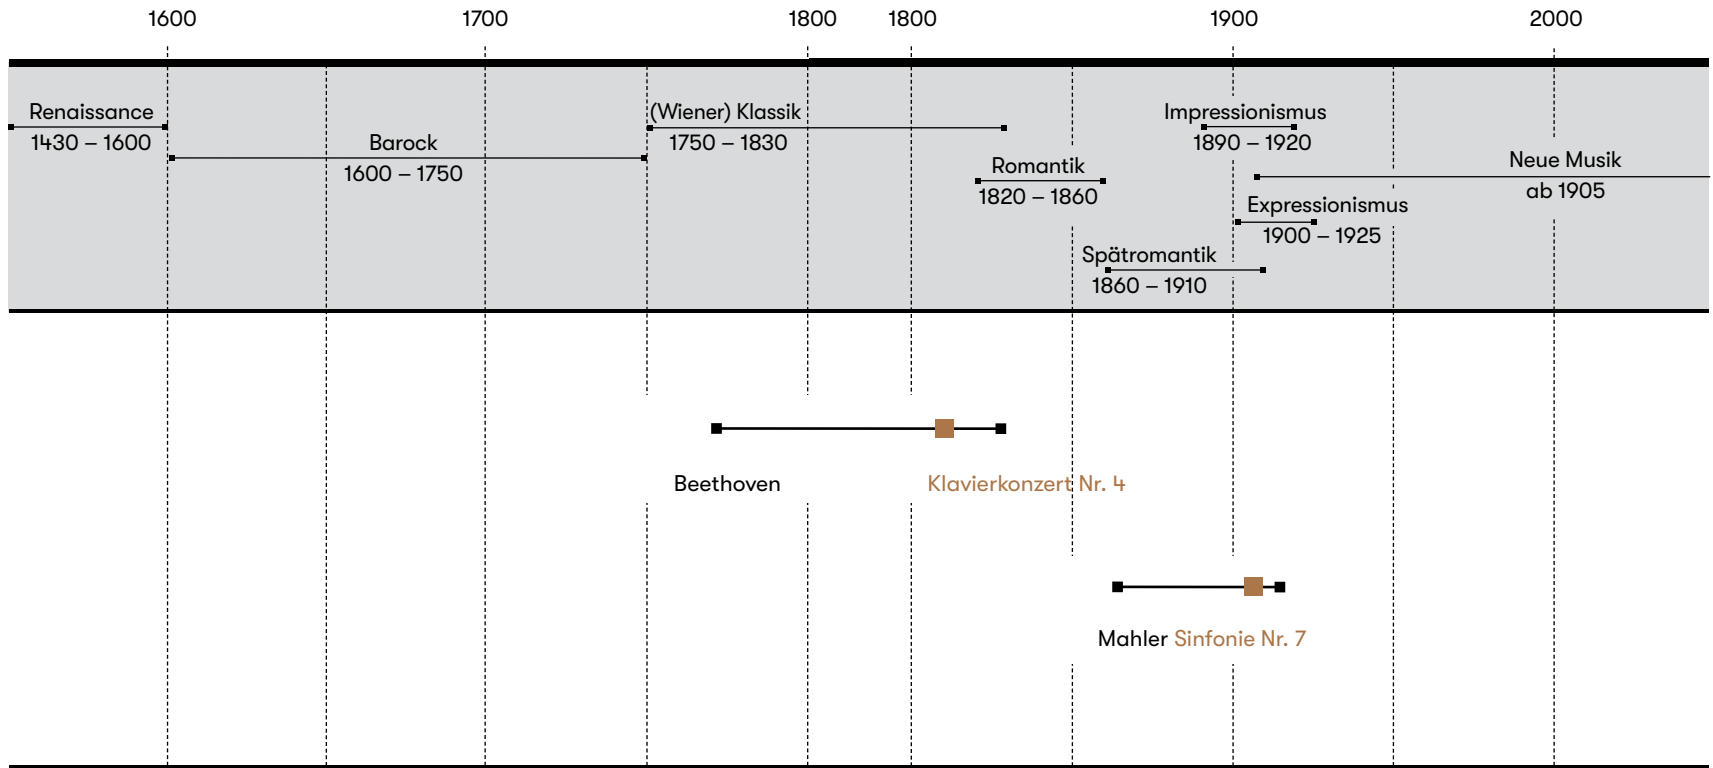 1600 1700 1800 1800 1900 2000
Renaissance
1430 – 1600
Barock
1600 – 1750
(Wiener) Klassik
1750 – 1830
Romantik
1820 – 1860
Spätromantik
1860 – 1910
Impressionismus
1890 – 1920
Expressionismus
1900 – 1925
Neue Musik
ab 1905
Beethoven Klavierkonzert Nr. 4
Mahler Sinfonie Nr. 7